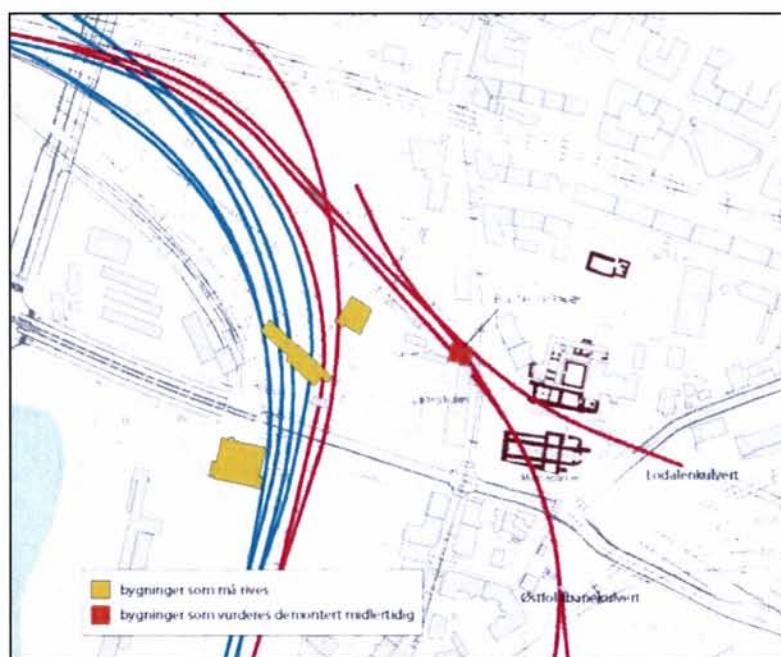 Lodalenkulvert
Østfoldbanekulvert
bygninger som må rives
bygninger som vurderes demontert midlertidig